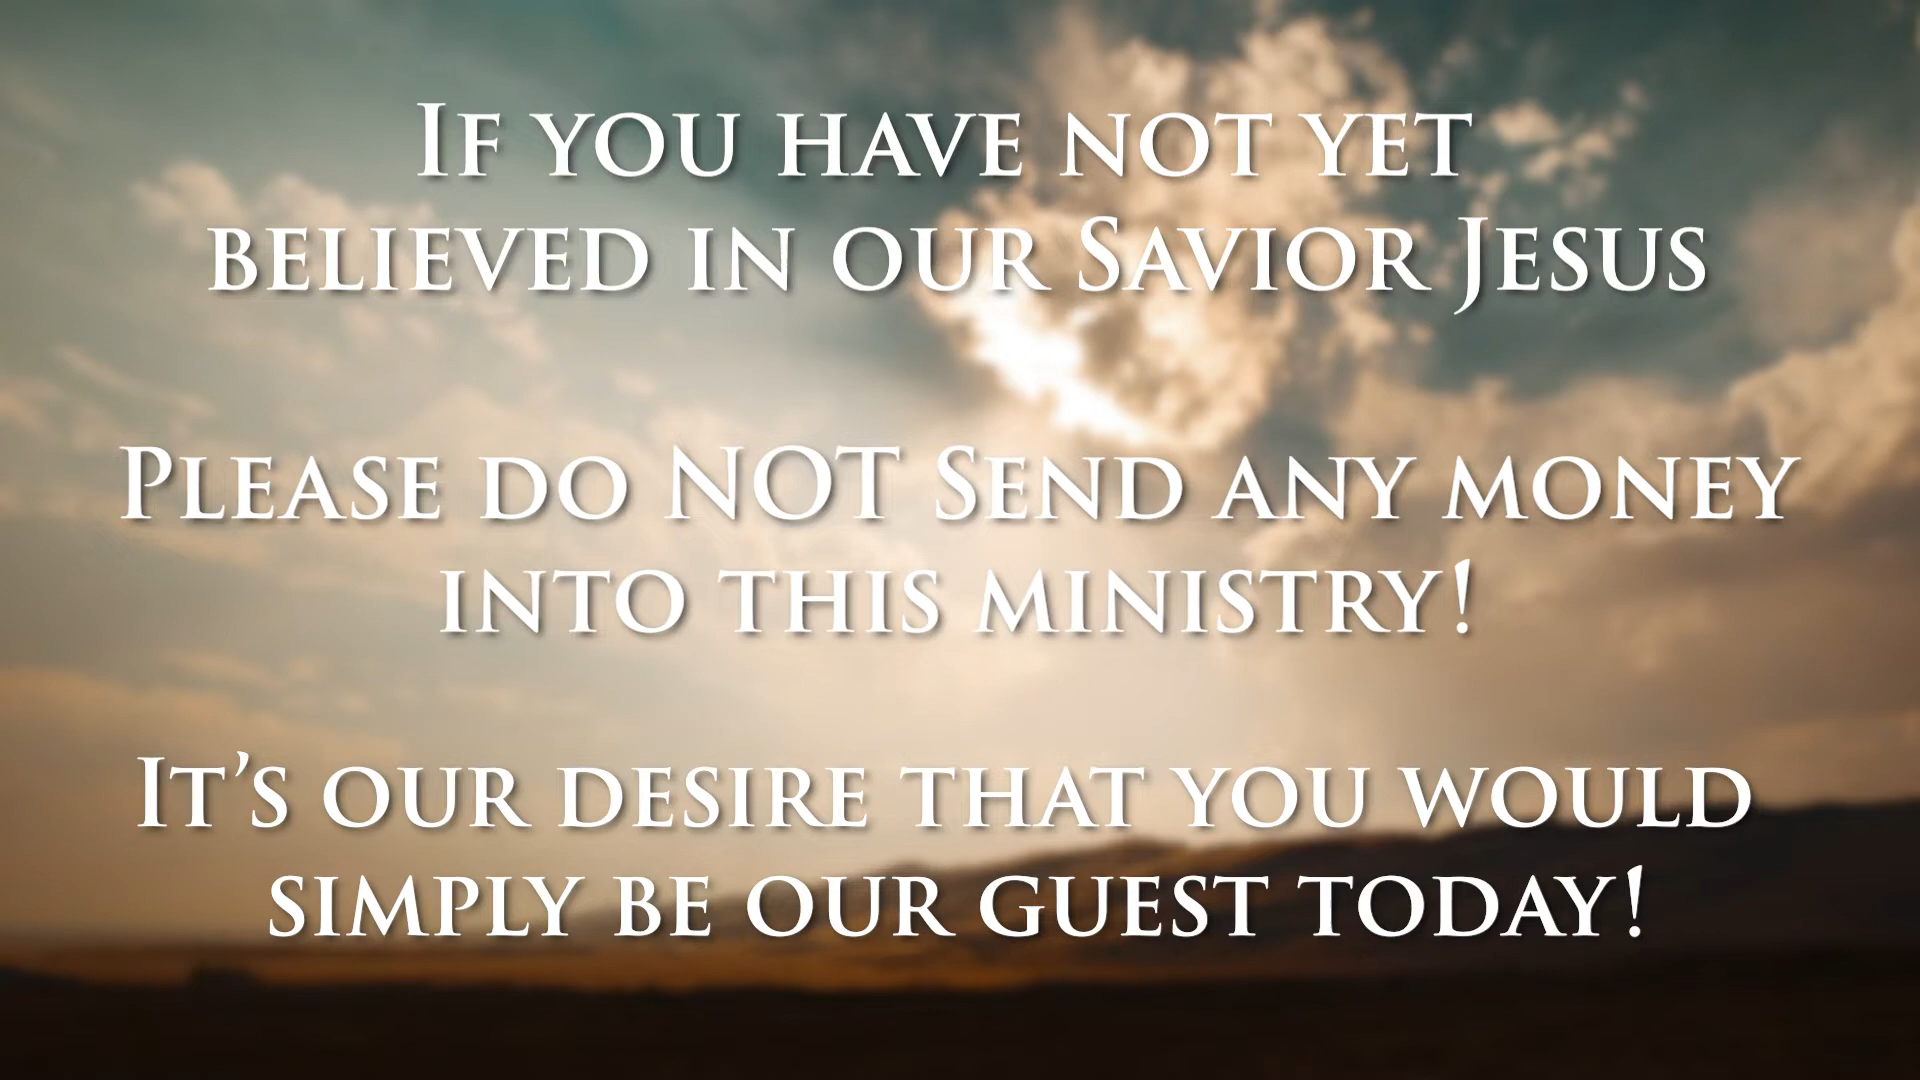 If you have not yet
believed in our Savior Jesus
Please do NOT Send any money
into this ministry!
It’s our desire that you would
simply be our guest today!